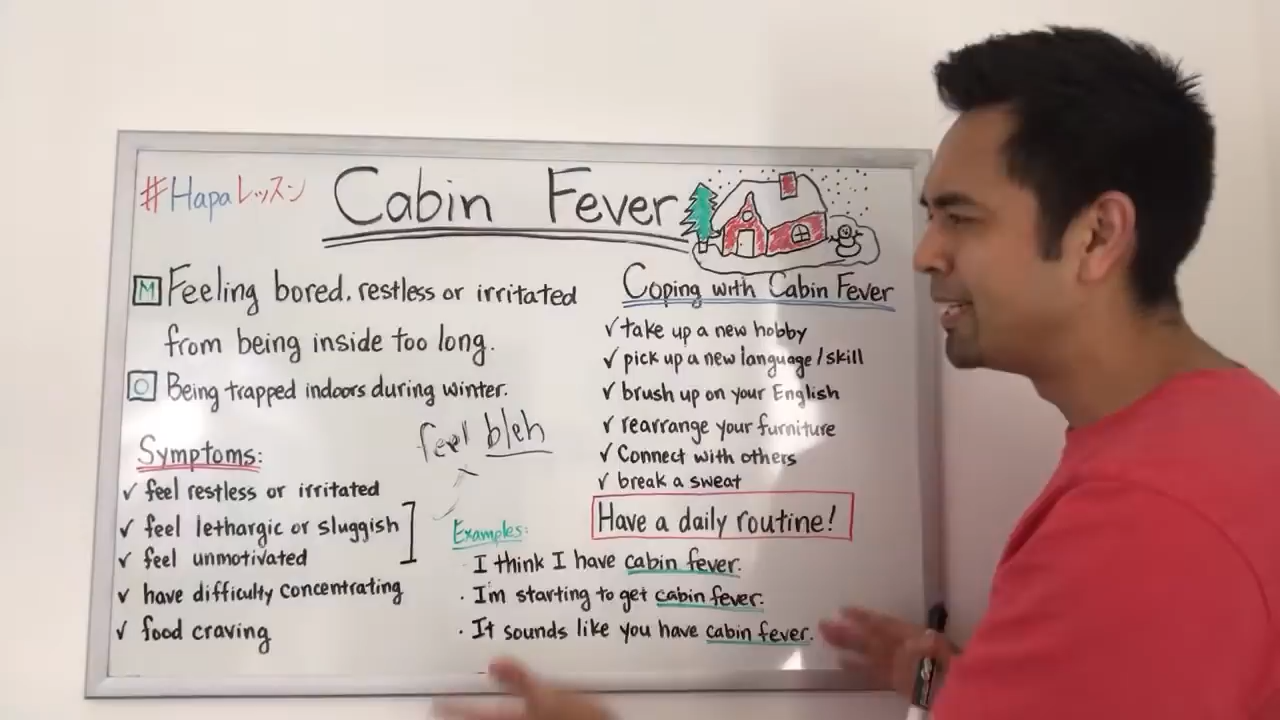 #Hapaレッスン
Cabin Fever
M Feeling bored. restless or irritated
from being inside too long.
O Being trapped indoors during winter.
feel bleh
Symptoms:
✓ feel restless or irritated
✓ feel lethargic or sluggish
✓ feel unmotivated
✓ have difficulty concentrating
✓ food craving
Coping with Cabin Fever
✓ take up a new hobby
✓ pick up a new language/skill
✓ brush up on your English
✓ rearrange your furniture
✓ Connect with others
✓ break a sweat
Have a daily routine!
Examples:
· I think I have cabin fever.
· I'm starting to get cabin fever.
· It sounds like you have cabin fever.